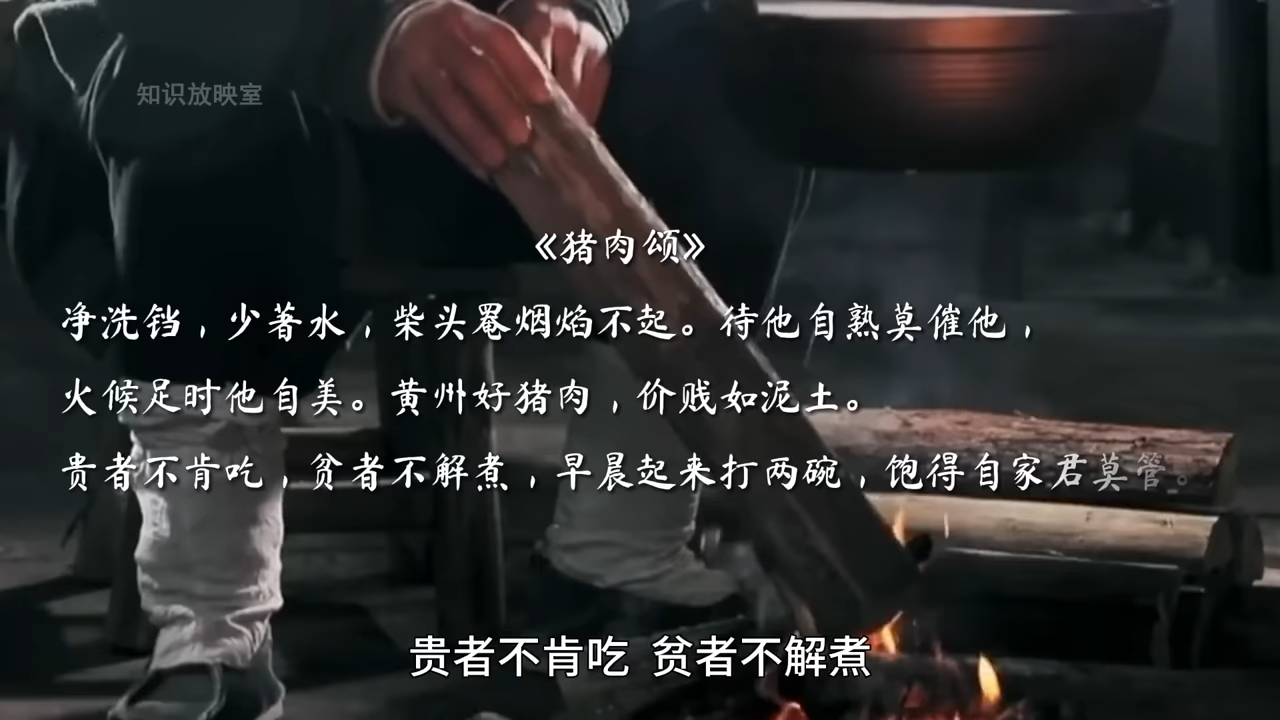 知识放映室
《猪肉颂》
净洗铛，少著水，柴头罨烟焰不起。待他自熟莫催他，
火候足时他自美。黄州好猪肉，价贱如泥土。
贵者不肯吃，贫者不解煮，早晨起来打两碗，饱得自家君莫管。
贵者不肯吃 贫者不解煮